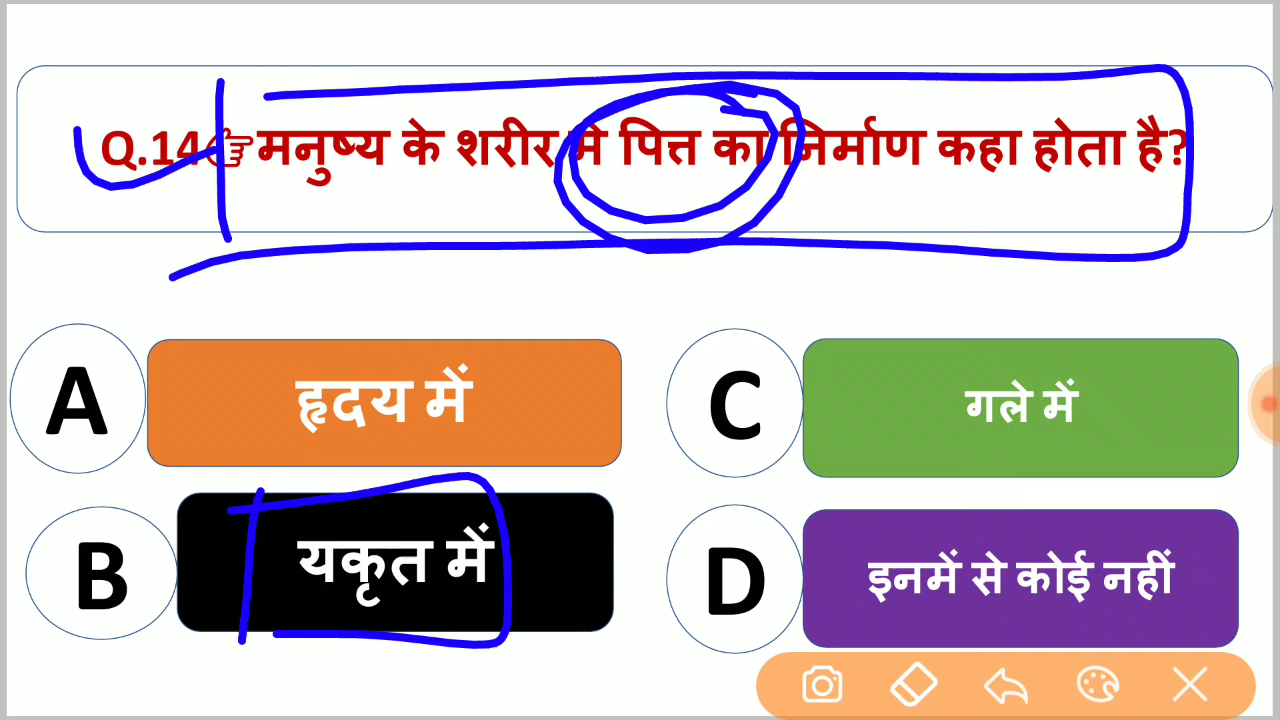 Q.14👉मनुष्य के शरीर मे पित्त का निर्माण कहा होता है?
A हृदय में
C गले में
B यकृत में
D इनमें से कोई नहीं